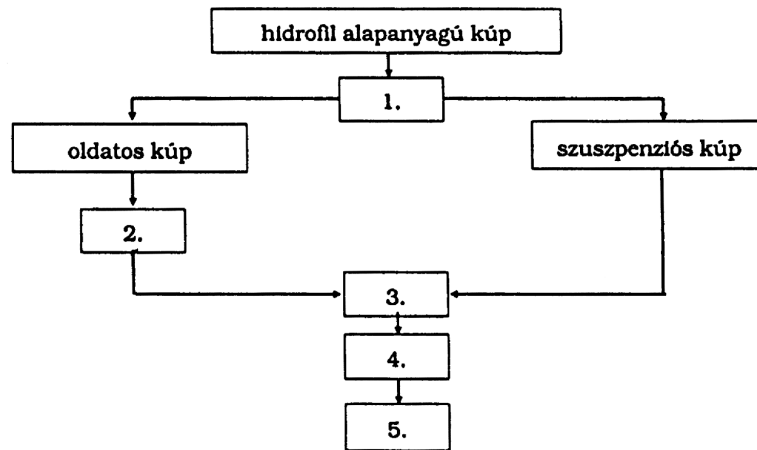 hidrofil alapanyagú kúp
1.
oldatos kúp
szuszpenziós kúp
2.
3.
4.
5.